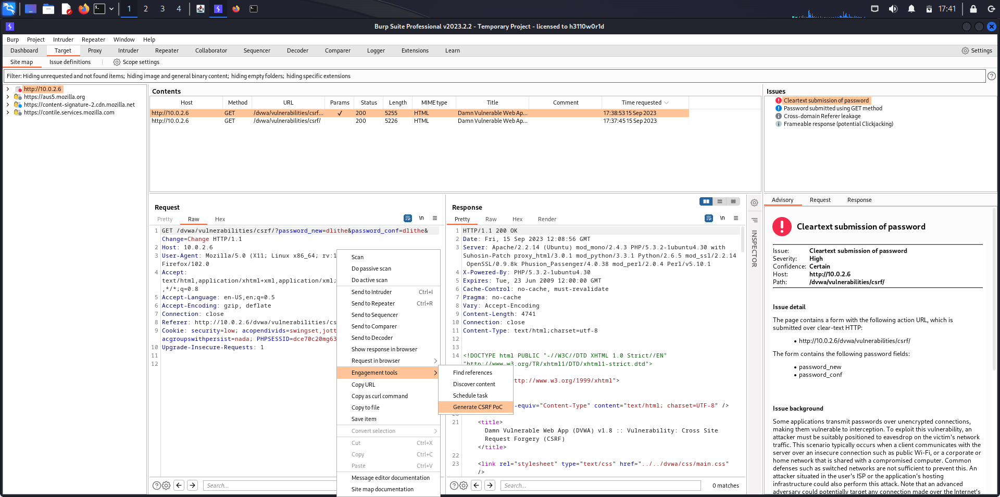 1 2 3 4 17:41
Burp Suite Professional v2023.2.2 - Temporary Project - licensed to h3110w0r1d
Burp Project Intruder Repeater Window Help
Dashboard Target Proxy Intruder Repeater Collaborator Sequencer Decoder Comparer Logger Extensions Learn Settings
Site map Issue definitions Scope settings
Filter: Hiding unrequested and not found items; hiding image and general binary content; hiding empty folders; hiding specific extensions
http://10.0.2.6
https://aus5.mozilla.org
https://content-signature-2.cdn.mozilla.net
https://contile.services.mozilla.com
Contents
Host Method URL Params Status Length MIME type Title Comment Time requested
http://10.0.2.6 GET /dvwa/vulnerabilities/csrf... ✓ 200 5255 HTML Damn Vulnerable Web Ap... 17:38:53 15 Sep 2023
http://10.0.2.6 GET /dvwa/vulnerabilities/csrf/ 200 5226 HTML Damn Vulnerable Web Ap... 17:37:45 15 Sep 2023
Issues
Cleartext submission of password
Password submitted using GET method
Cross-domain Referer leakage
Frameable response (potential Clickjacking)
Request
Pretty Raw Hex \n
1 GET /dvwa/vulnerabilities/csrf/?password_new=dlithe&password_conf=dlithe&
Change=Change HTTP/1.1
2 Host: 10.0.2.6
3 User-Agent: Mozilla/5.0 (X11; Linux x86_64; rv:1
Firefox/102.0
4 Accept:
text/html,application/xhtml+xml,application/xml;
,*/*;q=0.8
5 Accept-Language: en-US,en;q=0.5
6 Accept-Encoding: gzip, deflate
7 Connection: close
8 Referer: http://10.0.2.6/dvwa/vulnerabilities/cs
9 Cookie: security=low; acopendivids=swingset,jott
acgroupswithpersist=nada; PHPSESSID=dce70c20mg63
10 Upgrade-Insecure-Requests: 1
11
12
Search...
Scan
Do passive scan
Do active scan
Send to Intruder Ctrl+I
Send to Repeater Ctrl+R
Send to Sequencer
Send to Comparer
Send to Decoder
Show response in browser
Request in browser
Engagement tools
Copy URL
Copy as curl command
Copy to file
Save item
Convert selection
Cut Ctrl+X
Copy Ctrl+C
Paste Ctrl+V
Message editor documentation
Site map documentation
Find references
Discover content
Schedule task
Generate CSRF PoC
Response
Pretty Raw Hex Render \n
1 HTTP/1.1 200 OK
2 Date: Fri, 15 Sep 2023 12:08:56 GMT
3 Server: Apache/2.2.14 (Ubuntu) mod_mono/2.4.3 PHP/5.3.2-1ubuntu4.30 with
Suhosin-Patch proxy_html/3.0.1 mod_python/3.3.1 Python/2.6.5 mod_ssl/2.2.14
OpenSSL/0.9.8k Phusion_Passenger/4.0.38 mod_perl/2.0.4 Perl/v5.10.1
4 X-Powered-By: PHP/5.3.2-1ubuntu4.30
5 Expires: Tue, 23 Jun 2009 12:00:00 GMT
6 Cache-Control: no-cache, must-revalidate
7 Pragma: no-cache
8 Vary: Accept-Encoding
9 Content-Length: 4741
10 Connection: close
11 Content-Type: text/html;charset=utf-8
12
13
14 <!DOCTYPE html PUBLIC "-//W3C//DTD XHTML 1.0 Strict//EN"
"http://www.w3.org/TR/xhtml1/DTD/xhtml1-strict.dtd">
ttp://www.w3.org/1999/xhtml">
-equiv="Content-Type" content="text/html; charset=UTF-8" />
21 <title>
Damn Vulnerable Web App (DVWA) v1.8 :: Vulnerability: Cross Site
Request Forgery (CSRF)
</title>
22
23 <link rel="stylesheet" type="text/css" href="../../dvwa/css/main.css"
/>
Search...
0 matches
INSPECTOR
Advisory Request Response
Cleartext submission of password
Issue: Cleartext submission of password
Severity: High
Confidence: Certain
Host: http://10.0.2.6
Path: /dvwa/vulnerabilities/csrf/
Issue detail
The page contains a form with the following action URL, which is
submitted over clear-text HTTP:
• http://10.0.2.6/dvwa/vulnerabilities/csrf/
The form contains the following password fields:
• password_new
• password_conf
Issue background
Some applications transmit passwords over unencrypted connections,
making them vulnerable to interception. To exploit this vulnerability, an
attacker must be suitably positioned to eavesdrop on the victim's network
traffic. This scenario typically occurs when a client communicates with the
server over an insecure connection such as public Wi-Fi, or a corporate or
home network that is shared with a compromised computer. Common
defenses such as switched networks are not sufficient to prevent this. An
attacker situated in the user's ISP or the application's hosting
infrastructure could also perform this attack. Note that an advanced
adversary could potentially target any connection made over the Internet's